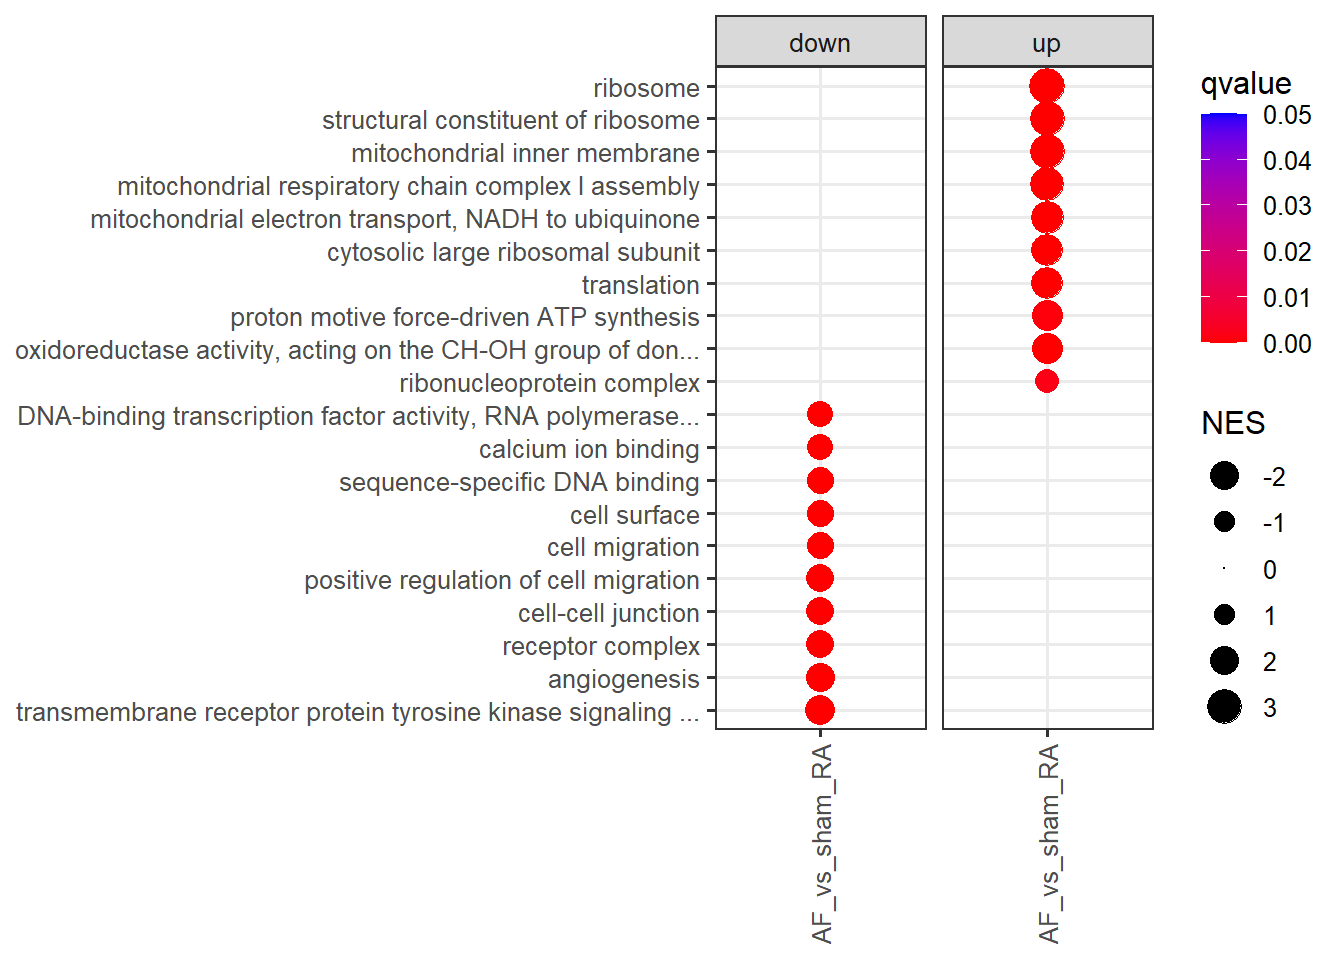 down
up
ribosome
structural constituent of ribosome
mitochondrial inner membrane
mitochondrial respiratory chain complex I assembly
mitochondrial electron transport, NADH to ubiquinone
cytosolic large ribosomal subunit
translation
proton motive force-driven ATP synthesis
oxidoreductase activity, acting on the CH-OH group of don...
ribonucleoprotein complex
DNA-binding transcription factor activity, RNA polymerase...
calcium ion binding
sequence-specific DNA binding
cell surface
cell migration
positive regulation of cell migration
cell-cell junction
receptor complex
angiogenesis
transmembrane receptor protein tyrosine kinase signaling ...
AF_vs_sham_RA
AF_vs_sham_RA
qvalue
0.05
0.04
0.03
0.02
0.01
0.00
NES
-2
-1
0
1
2
3